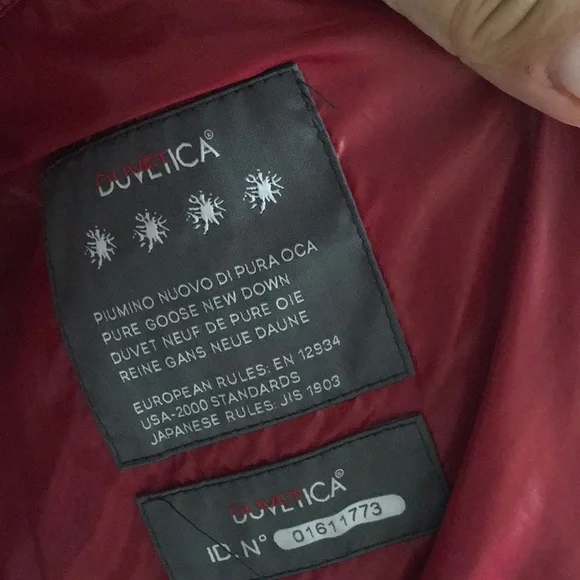 DUVETICA®
PIUMINO NUOVO DI PURA OCA
PURE GOOSE NEW DOWN
DUVET NEUF DE PURE OIE
REINE GANS NEUE DAUNE
EUROPEAN RULES: EN 12934
USA-2000 STANDARDS
JAPANESE RULES: JIS 1903
DUVETICA®
ID. N° 01611773